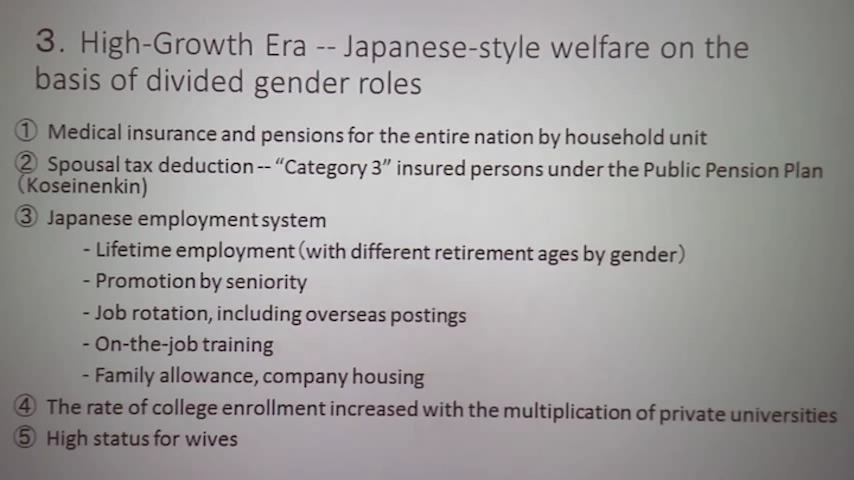 3. High-Growth Era -- Japanese-style welfare on the
basis of divided gender roles
① Medical insurance and pensions for the entire nation by household unit
② Spousal tax deduction -- “Category 3” insured persons under the Public Pension Plan
(Koseinenkin)
③ Japanese employment system
- Lifetime employment (with different retirement ages by gender)
- Promotion by seniority
- Job rotation, including overseas postings
- On-the-job training
- Family allowance, company housing
④ The rate of college enrollment increased with the multiplication of private universities
⑤ High status for wives